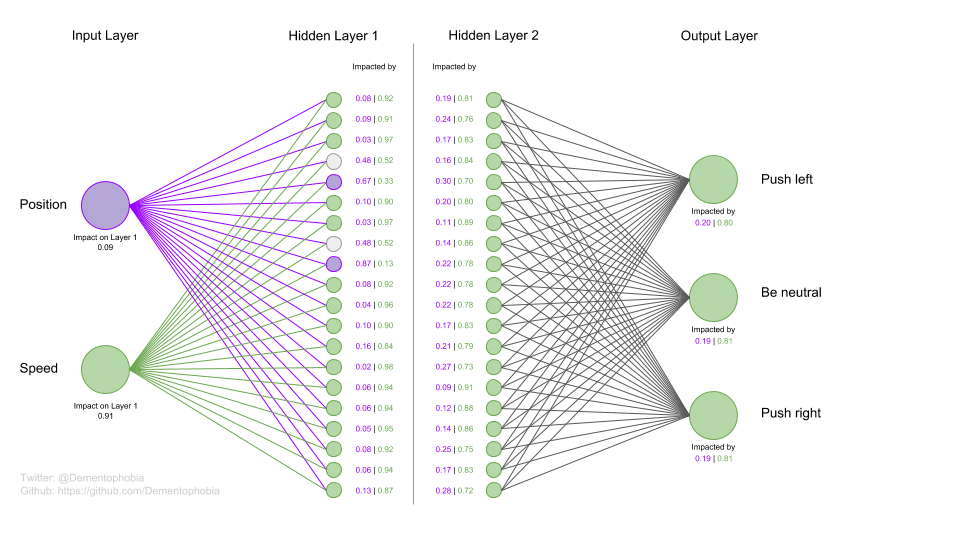 Input Layer
Hidden Layer 1
Hidden Layer 2
Output Layer
Impacted by
Impacted by
0.08 | 0.92
0.19 | 0.81
0.09 | 0.91
0.24 | 0.76
0.03 | 0.97
0.17 | 0.83
0.48 | 0.52
0.16 | 0.84
0.67 | 0.33
0.30 | 0.70
Push left
Position
0.10 | 0.90
0.20 | 0.80
Impacted by
0.20 | 0.80
0.03 | 0.97
0.11 | 0.89
Impact on Layer 1
0.09
0.48 | 0.52
0.14 | 0.86
0.87 | 0.13
0.22 | 0.78
0.08 | 0.92
0.22 | 0.78
Be neutral
0.04 | 0.96
0.22 | 0.78
0.10 | 0.90
0.17 | 0.83
Impacted by
0.19 | 0.81
0.16 | 0.84
0.21 | 0.79
Speed
0.02 | 0.98
0.27 | 0.73
0.06 | 0.94
0.09 | 0.91
Impact on Layer 1
0.91
0.06 | 0.94
0.12 | 0.88
Push right
0.05 | 0.95
0.14 | 0.86
0.08 | 0.92
0.25 | 0.75
Impacted by
0.19 | 0.81
0.06 | 0.94
0.17 | 0.83
0.13 | 0.87
0.28 | 0.72
Twitter: @Dementophobia
Github: https://github.com/Dementophobia